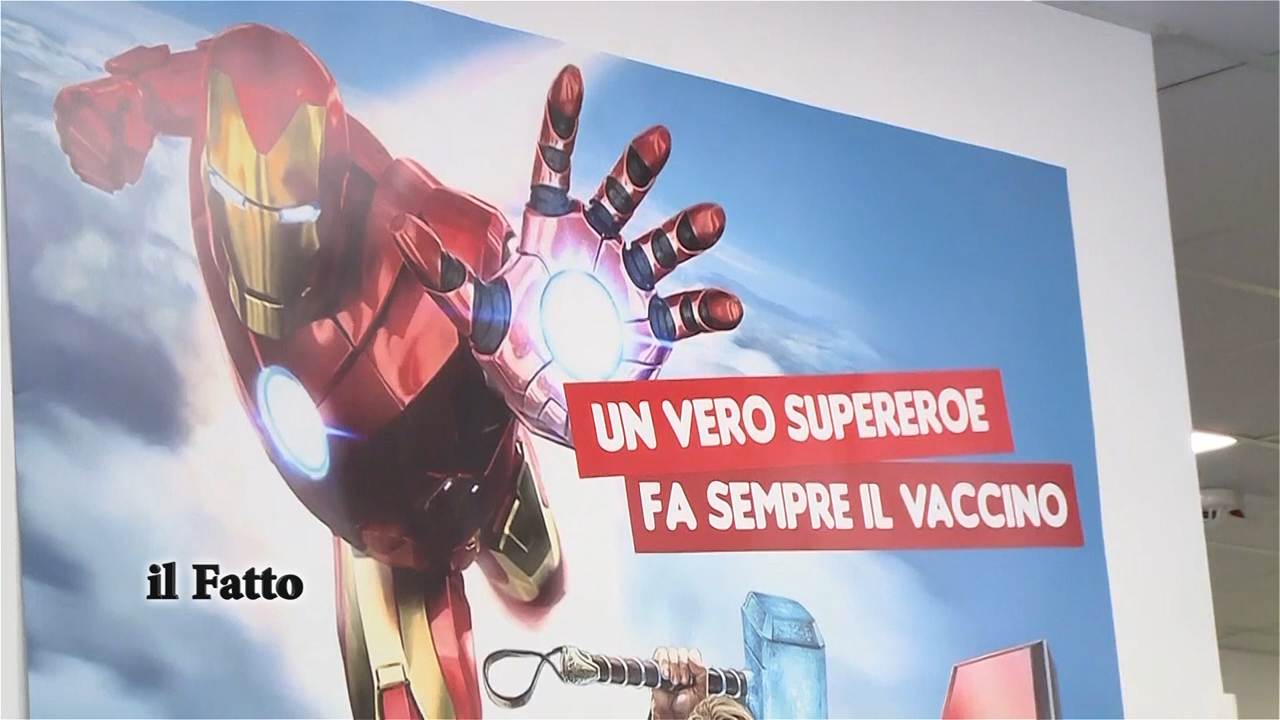 UN VERO SUPEREROE
FA SEMPRE IL VACCINO
il Fatto